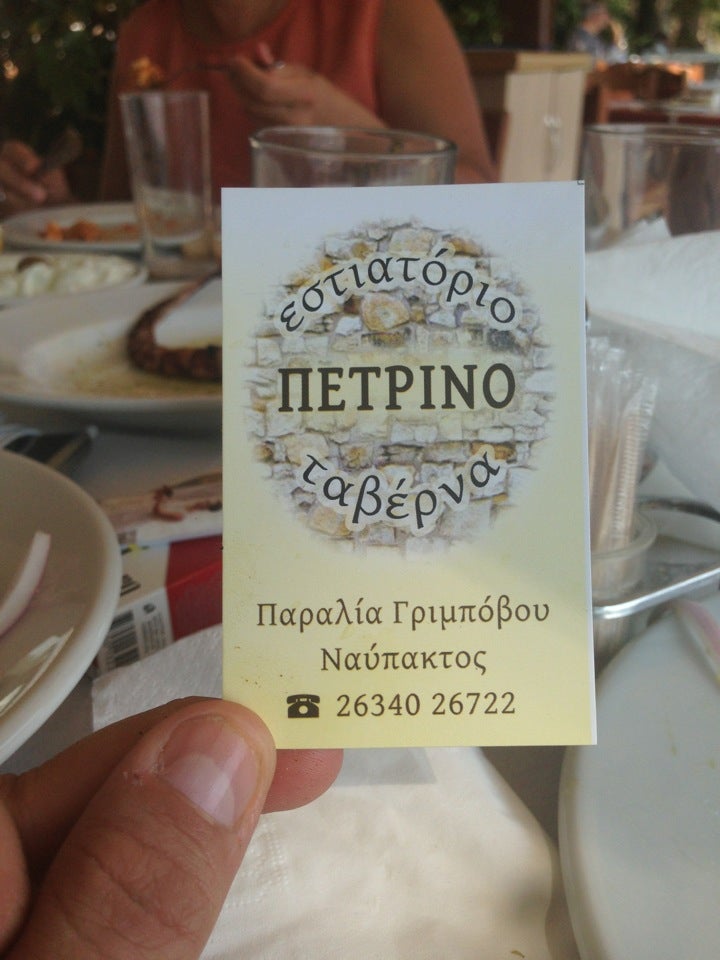 εστιατόριο
ΠΕΤΡΙΝΟ
ταβέρνα
Παραλία Γριμπόβου
Ναύπακτος
☎ 26340 26722